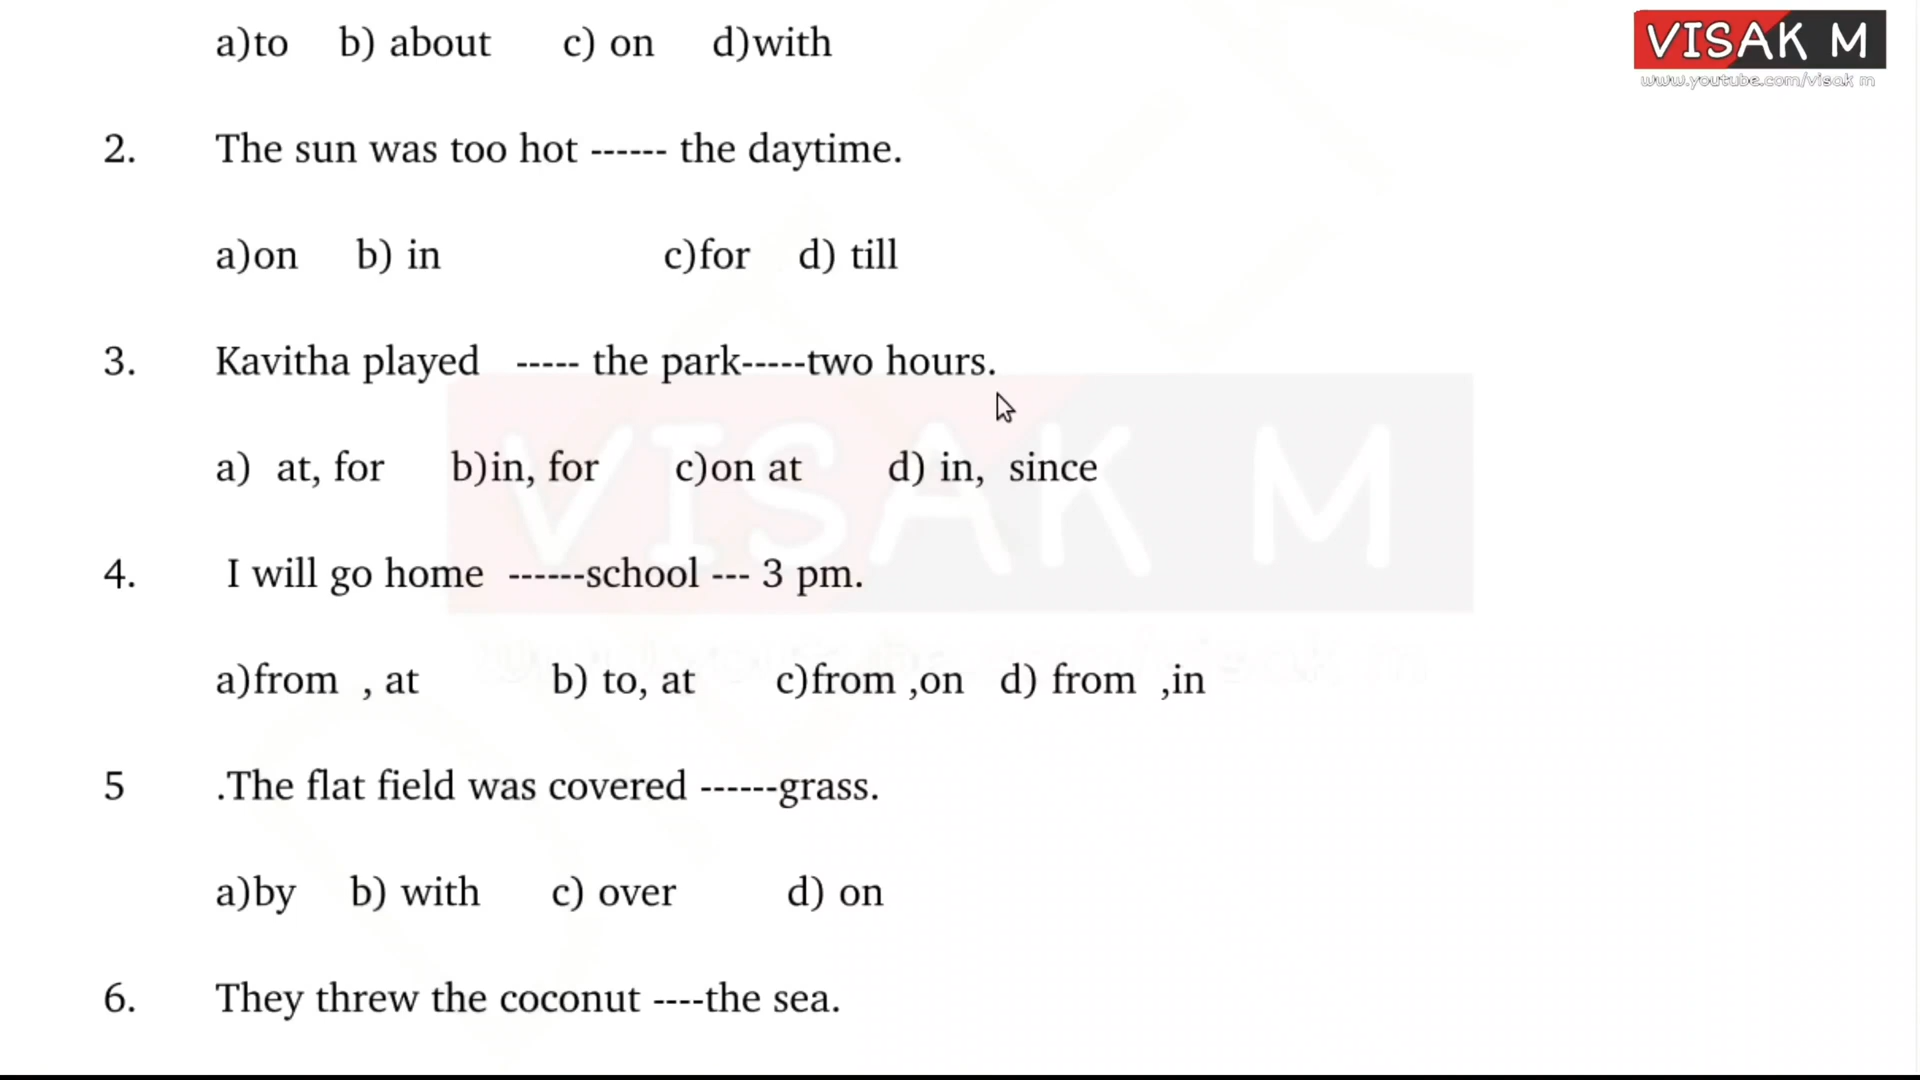 a)to b) about c) on d)with
VISAK M
www.youtube.com/visak m
2. The sun was too hot ------ the daytime.
a)on b) in c)for d) till
3. Kavitha played ----- the park-----two hours.
a) at, for b)in, for c)on at d) in, since
VISAK M
4. I will go home ------school --- 3 pm.
a)from , at b) to, at c)from ,on d) from ,in
5 .The flat field was covered ------grass.
a)by b) with c) over d) on
6. They threw the coconut ----the sea.